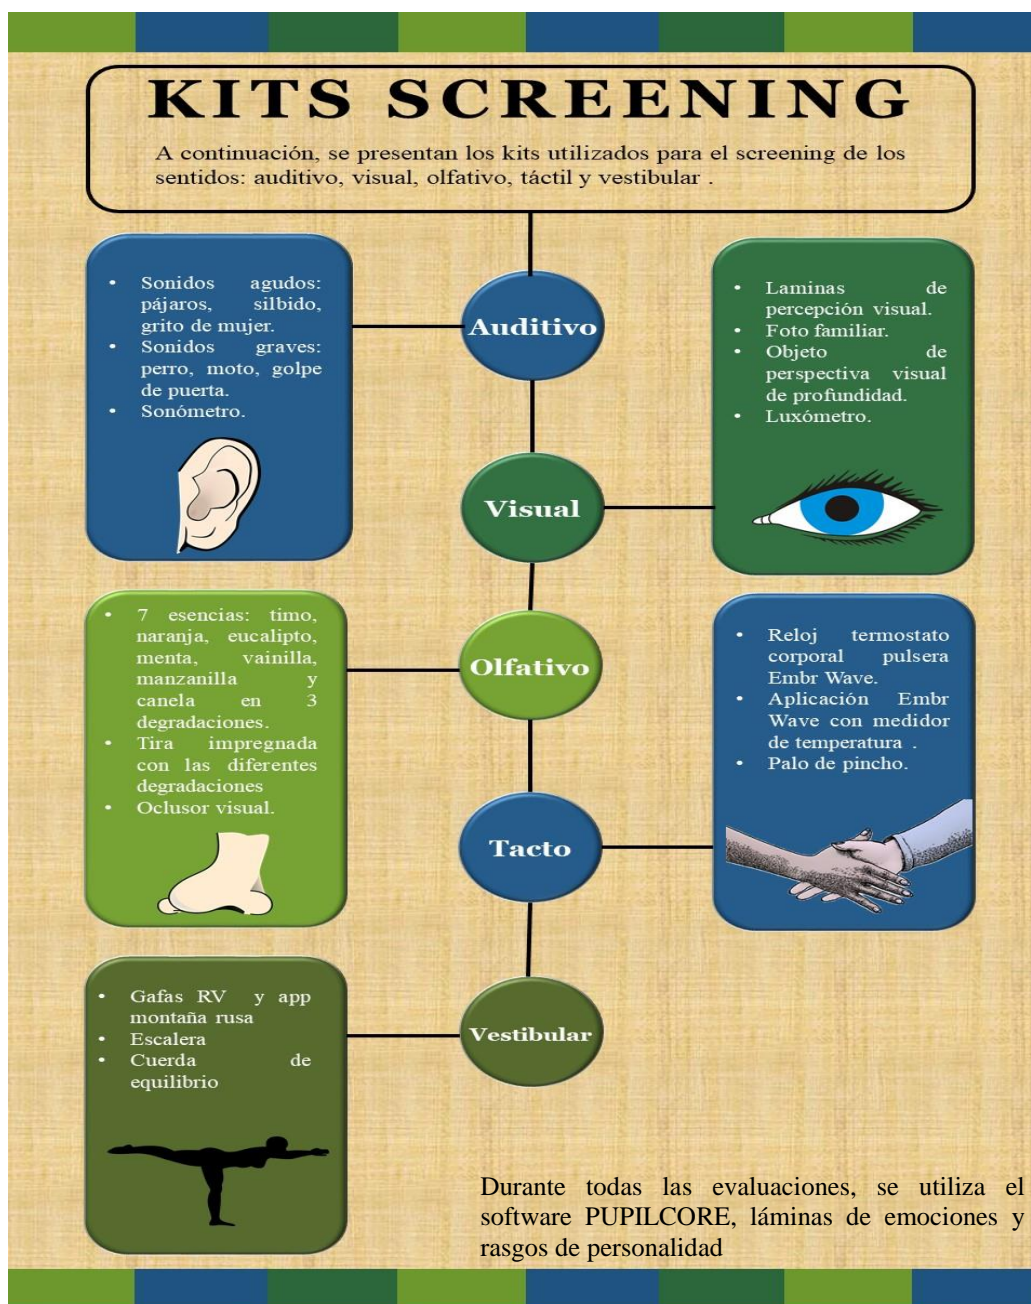 KITS SCREENING
A continuación, se presentan los kits utilizados para el screening de los
sentidos: auditivo, visual, olfativo, táctil y vestibular .
• Sonidos agudos:
pájaros, silbido,
grito de mujer.
• Sonidos graves:
perro, moto, golpe
de puerta.
• Sonómetro.
Auditivo
• Laminas de
percepción visual.
• Foto familiar.
• Objeto de
perspectiva visual
de profundidad.
• Luxómetro.
Visual
• 7 esencias: timo,
naranja, eucalipto,
menta, vainilla,
manzanilla y
canela en 3
degradaciones.
• Tira impregnada
con las diferentes
degradaciones
• Oclusor visual.
Olfativo
• Reloj termostato
corporal pulsera
Embr Wave.
• Aplicación Embr
Wave con medidor
de temperatura .
• Palo de pincho.
Tacto
• Gafas RV y app
montaña rusa
• Escalera
• Cuerda de
equilibrio
Vestibular
Durante todas las evaluaciones, se utiliza el
software PUPILCORE, láminas de emociones y
rasgos de personalidad